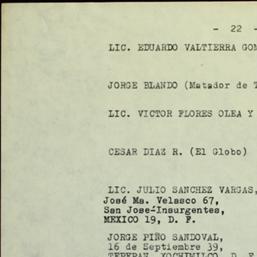 - 22 -
LIC. EDUARDO VALTIERRA
JORGE BLANDO (Matador de
LIC. VICTOR FLORES OLEA Y
CESAR DIAZ R. (El Globo)
LIC. JULIO SANCHEZ VARGAS,
José Ma. Velasco 67,
San José-Insurgentes,
MEXICO 19, D. F.
JORGE PIÑO SANDOVAL,
16 de Septiembre 39,
TEPEPAN, XOCHIMILCO, D. F.